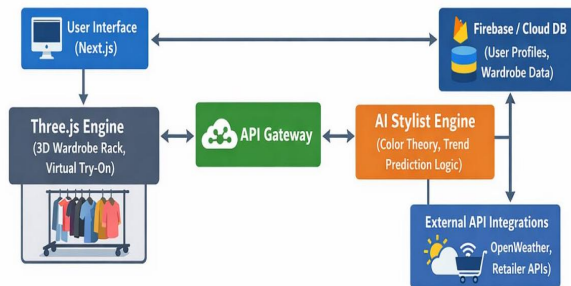 User Interface
(Next.js)
Firebase / Cloud DB
(User Profiles,
Wardrobe Data)
Three.js Engine
(3D Wardrobe Rack,
Virtual Try-On)
API Gateway
AI Stylist Engine
(Color Theory, Trend
Prediction Logic)
External API Integrations
OpenWeather,
Retailer APIs)